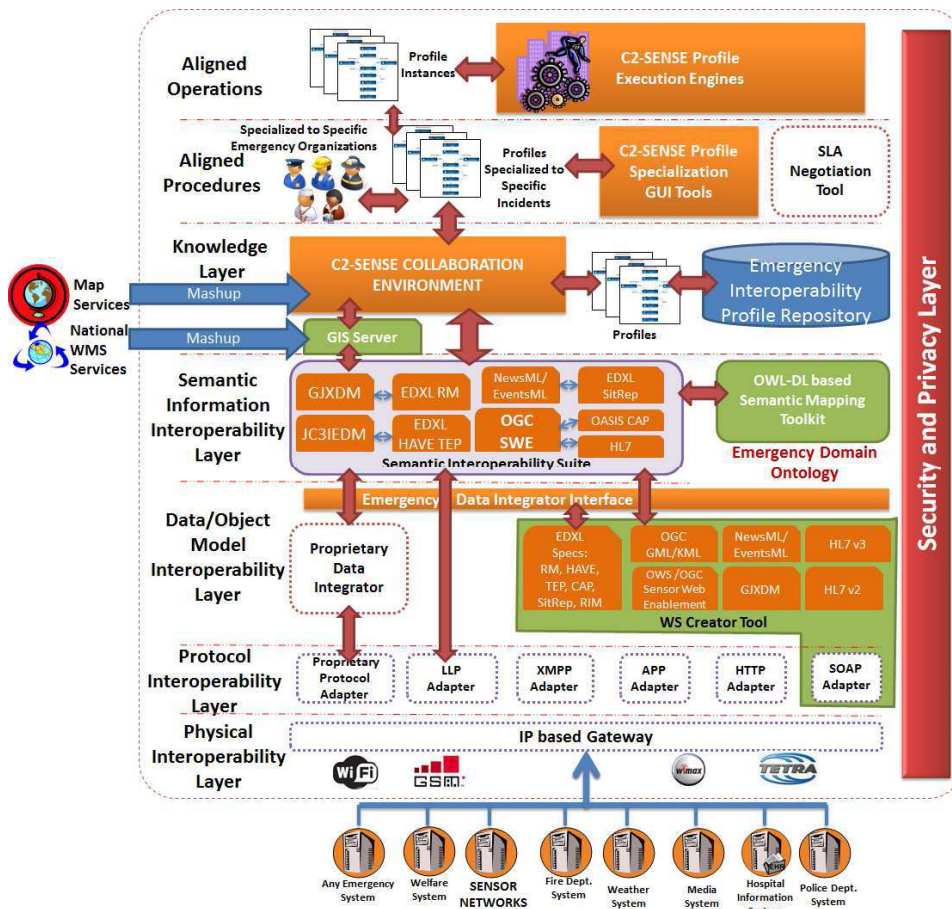 Aligned
Operations
Profile
Instances
C2-SENSE Profile
Execution Engines
Specialized to Specific
Emergency Organizations
Aligned
Procedures
Profiles
Specialized to
Specific
Incidents
C2-SENSE Profile
Specialization
GUI Tools
SLA
Negotiation
Tool
Knowledge
Layer
Map
Services
Mashup
C2-SENSE COLLABORATION
ENVIRONMENT
Profiles
Emergency
Interoperability
Profile Repository
National
WMS
Services
Mashup
GIS Server
Semantic
Information
Interoperability
Layer
GJXDM
EDXL RM
NewsML/
EventsML
EDXL
SitRep
JC3IEDM
EDXL
HAVE TEP
OGC
SWE
OASIS CAP
HL7
Semantic Interoperability Suite
OWL-DL based
Semantic Mapping
Toolkit
Emergency Domain
Ontology
Data/Object
Model
Interoperability
Layer
Emergency Data Integrator Interface
Proprietary
Data
Integrator
EDXL
Specs:
RM, HAVE,
TEP, CAP,
SitRep, RIM
OGC
GML/KML
NewsML/
EventsML
HL7 v3
OWS /OGC
Sensor Web
Enablement
GJXDM
HL7 v2
WS Creator Tool
Protocol
Interoperability
Layer
Proprietary
Protocol
Adapter
LLP
Adapter
XMPP
Adapter
APP
Adapter
HTTP
Adapter
SOAP
Adapter
Physical
Interoperability
Layer
IP based Gateway
WiFi
GSM
wimax
TETRA
Any Emergency
System
Welfare
System
SENSOR
NETWORKS
Fire Dept.
System
Weather
System
Media
System
EHR
Hospital
Information
Police Dept.
System
Security and Privacy Layer